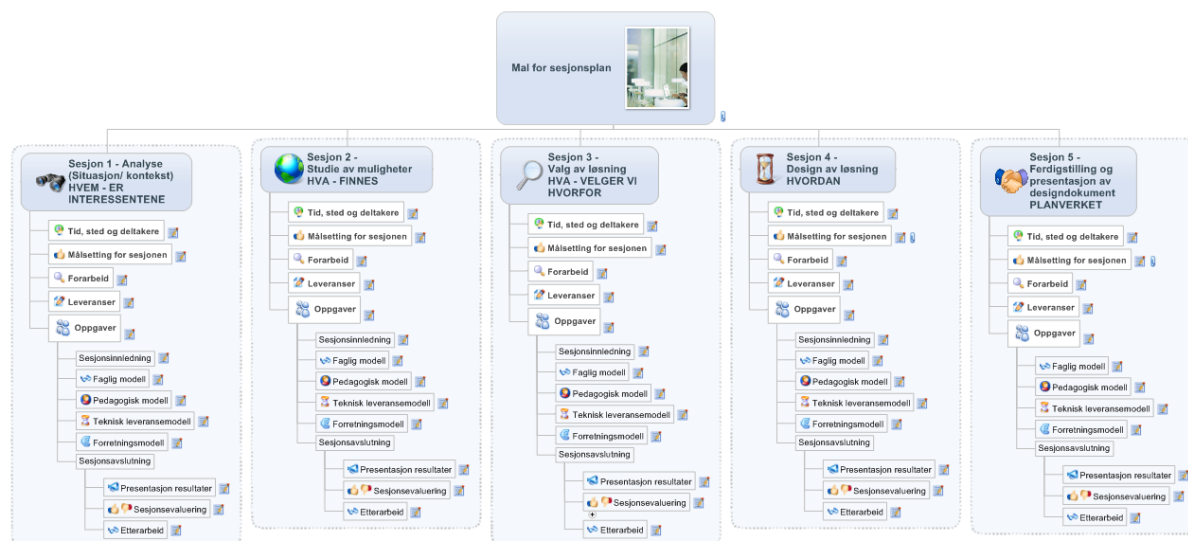 Mal for sesjonsplan
Sesjon 1 - Analyse
(Situasjon/ kontekst)
HVEM - ER
INTERESSENTENE
Tid, sted og deltakere
Målsetting for sesjonen
Forarbeid
Leveranser
Oppgaver
Sesjonsinnledning
Faglig modell
Pedagogisk modell
Teknisk leveransemodell
Forretningsmodell
Sesjonsavslutning
Presentasjon resultater
Sesjonsevaluering
Etterarbeid
Sesjon 2 -
Studie av muligheter
HVA - FINNES
Tid, sted og deltakere
Målsetting for sesjonen
Forarbeid
Leveranser
Oppgaver
Sesjonsinnledning
Faglig modell
Pedagogisk modell
Teknisk leveransemodell
Forretningsmodell
Sesjonsavslutning
Presentasjon resultater
Sesjonsevaluering
Etterarbeid
Sesjon 3 -
Valg av løsning
HVA - VELGER VI
HVORFOR
Tid, sted og deltakere
Målsetting for sesjonen
Forarbeid
Leveranser
Oppgaver
Sesjonsinnledning
Faglig modell
Pedagogisk modell
Teknisk leveransemodell
Forretningsmodell
Sesjonsavslutning
Presentasjon resultater
Sesjonsevaluering
Etterarbeid
Sesjon 4 -
Design av løsning
HVORDAN
Tid, sted og deltakere
Målsetting for sesjonen
Forarbeid
Leveranser
Oppgaver
Sesjonsinnledning
Faglig modell
Pedagogisk modell
Teknisk leveransemodell
Forretningsmodell
Sesjonsavslutning
Presentasjon resultater
Sesjonsevaluering
Etterarbeid
Sesjon 5 -
Ferdigstilling og
presentasjon av
designdokument
PLANVERKET
Tid, sted og deltakere
Målsetting for sesjonen
Forarbeid
Leveranser
Oppgaver
Faglig modell
Pedagogisk modell
Teknisk leveransemodell
Forretningsmodell
Sesjonsavslutning
Presentasjon resultater
Sesjonsevaluering
Etterarbeid